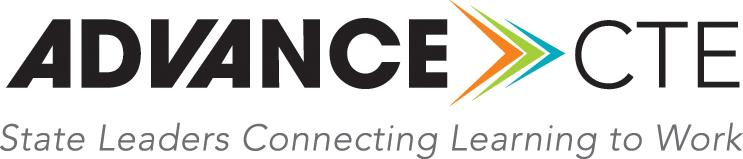 ADVANCE CTE
State Leaders Connecting Learning to Work